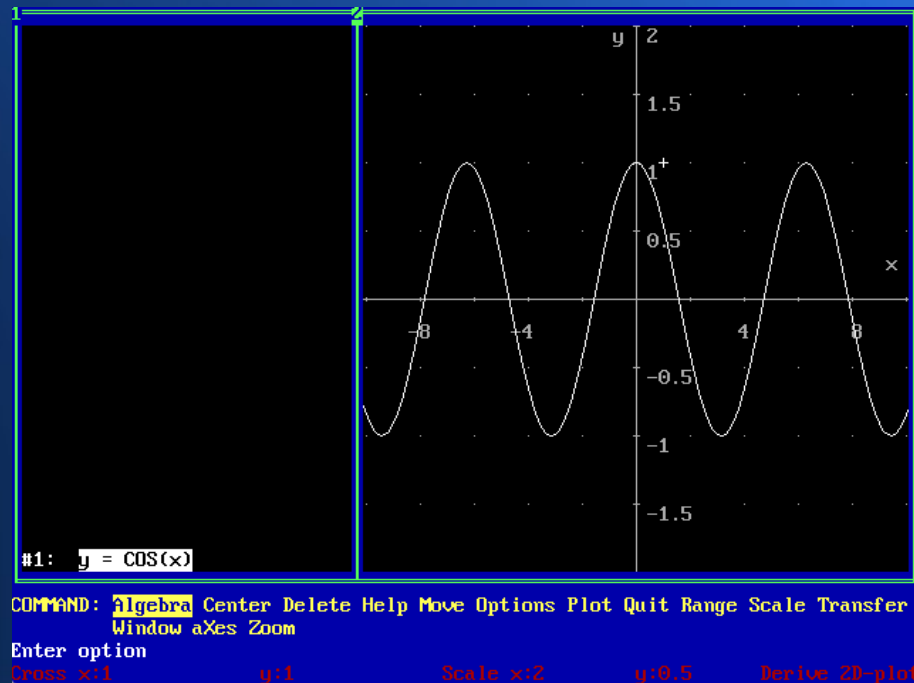 1 2
y 2
1.5
1+
0.5
x
-8 -4 4 8
-0.5
-1
-1.5
#1: y = COS(x)
COMMAND: Algebra Center Delete Help Move Options Plot Quit Range Scale Transfer
Window aXes Zoom
Enter option
Cross x:1 y:1 Scale x:2 y:0.5 Derive 2D-plot